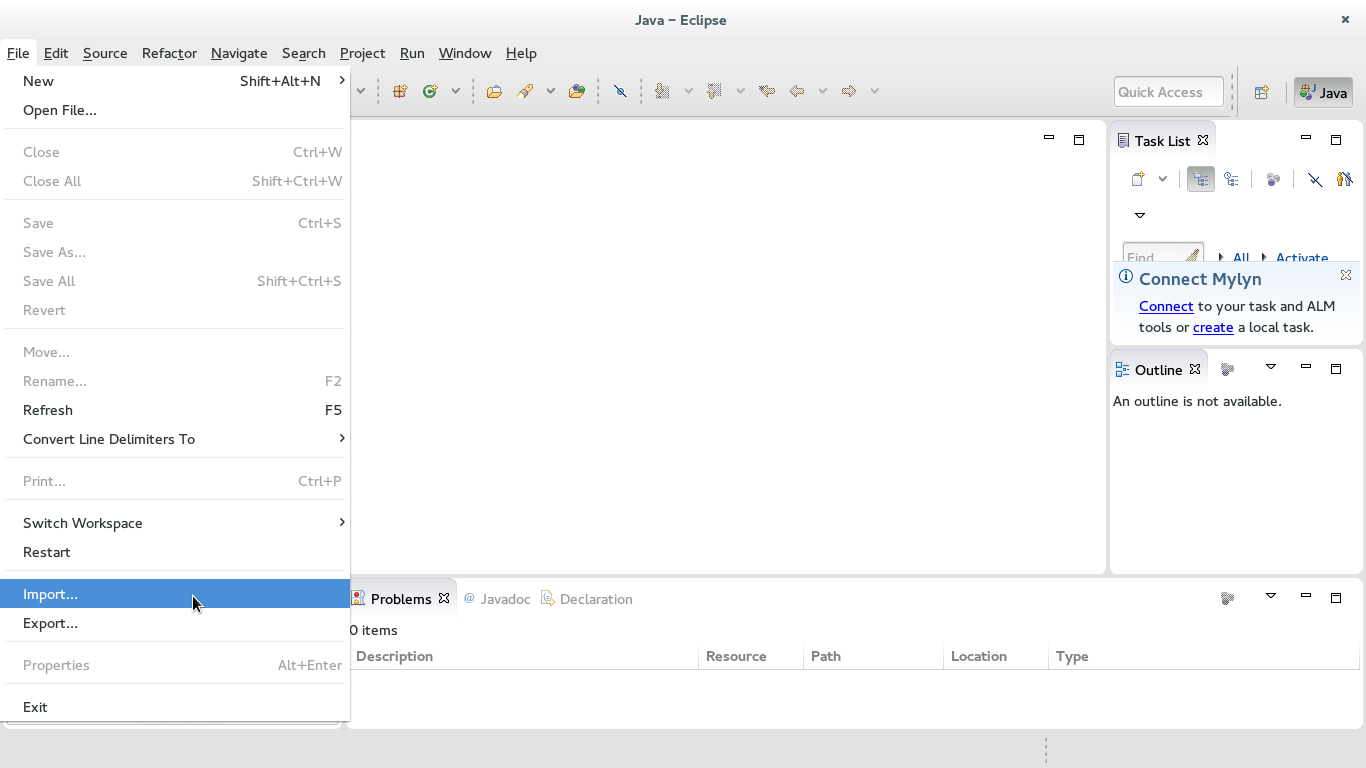 Java – Eclipse
File Edit Source Refactor Navigate Search Project Run Window Help
New Shift+Alt+N
Open File...
Close Ctrl+W
Close All Shift+Ctrl+W
Save Ctrl+S
Save As...
Save All Shift+Ctrl+S
Revert
Move...
Rename... F2
Refresh F5
Convert Line Delimiters To
Print... Ctrl+P
Switch Workspace
Restart
Import...
Export...
Properties Alt+Enter
Exit
Quick Access
Java
Task List
Find All Activate
Connect Mylyn
Connect to your task and ALM
tools or create a local task.
Outline
An outline is not available.
Problems @ Javadoc Declaration
0 items
Description Resource Path Location Type